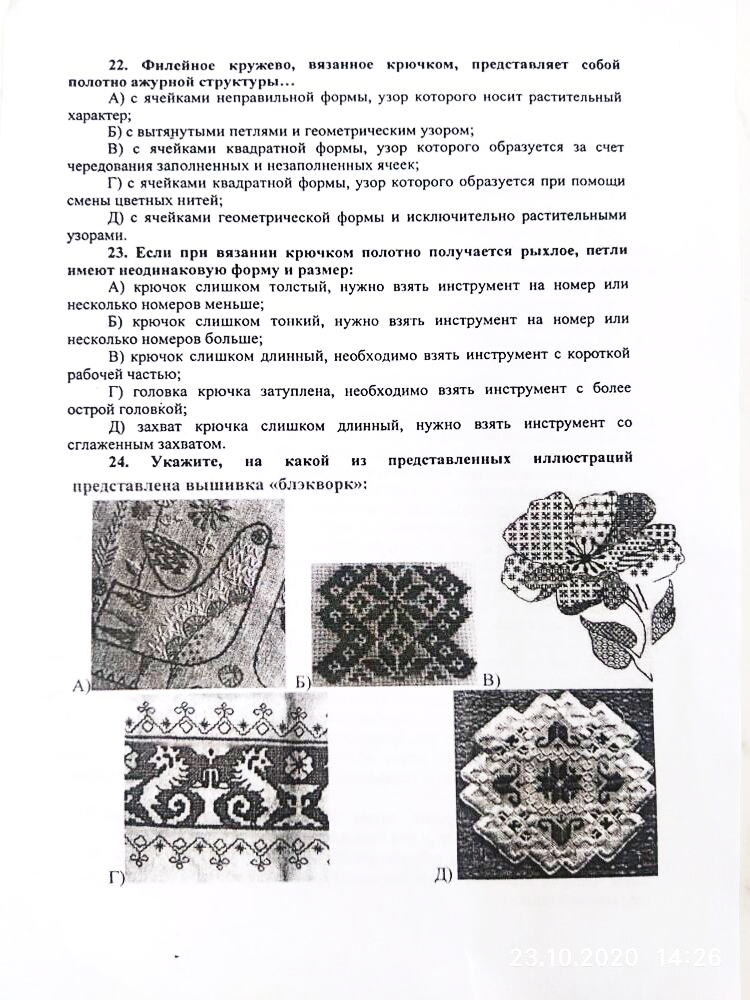 22. Филейное кружево, вязанное крючком, представляет собой
полотно ажурной структуры…
А) с ячейками неправильной формы, узор которого носит растительный
характер;
Б) с вытянутыми петлями и геометрическим узором;
В) с ячейками квадратной формы, узор которого образуется за счет
чередования заполненных и незаполненных ячеек;
Г) с ячейками квадратной формы, узор которого образуется при помощи
смены цветных нитей;
Д) с ячейками геометрической формы и исключительно растительными
узорами.
23. Если при вязании крючком полотно получается рыхлое, петли
имеют неодинаковую форму и размер:
А) крючок слишком толстый, нужно взять инструмент на номер или
несколько номеров меньше;
Б) крючок слишком тонкий, нужно взять инструмент на номер или
несколько номеров больше;
В) крючок слишком длинный, необходимо взять инструмент с короткой
рабочей частью;
Г) головка крючка затуплена, необходимо взять инструмент с более
острой головкой;
Д) захват крючка слишком длинный, нужно взять инструмент со
сглаженным захватом.
24. Укажите, на какой из представленных иллюстраций
представлена вышивка «блэкворк»:
А) Б) В)
Г) Д)
23.10.2020 14:26